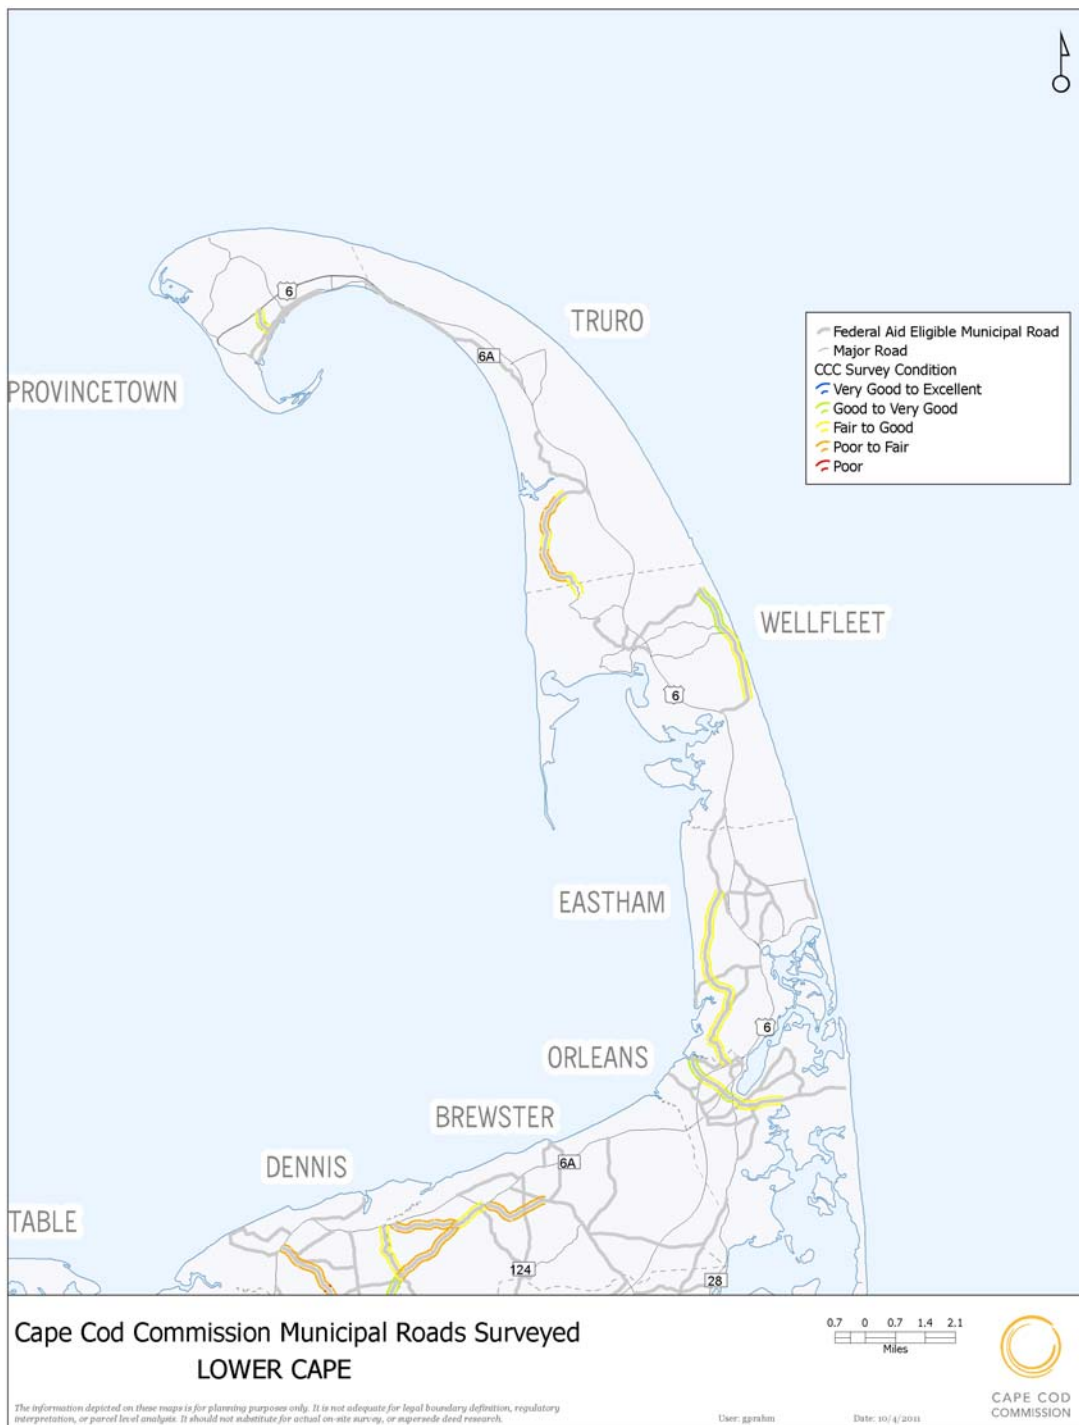 6
TRURO
6A
PROVINCETOWN
Federal Aid Eligible Municipal Road
Major Road
CCC Survey Condition
Very Good to Excellent
Good to Very Good
Fair to Good
Poor to Fair
Poor
WELLFLEET
6
EASTHAM
6
ORLEANS
BREWSTER
6A
DENNIS
TABLE
124
28
Cape Cod Commission Municipal Roads Surveyed
LOWER CAPE
0.7 0 0.7 1.4 2.1
Miles
CAPE COD
COMMISSION
The information depicted on these maps is for planning purposes only. It is not adequate for legal boundary definition, regulatory
interpretation, or parcel level analysis. It should not substitute for actual on-site survey, or supersede deed research.
User: gprahm
Date: 10/4/2011